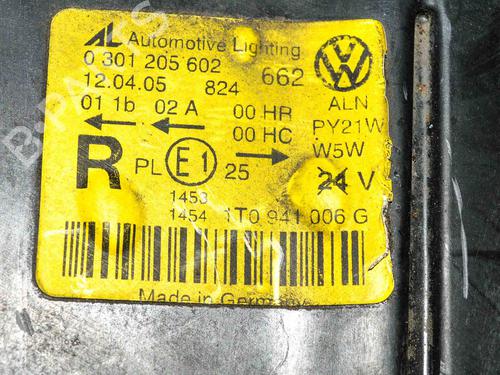 AL Automotive Lighting
0 301 205 602
662
12.04.05 824
ALN
01 1b 02 A 00 HR
PY21W
00 HC
W5W
R PL E1 25
24 V
1453
1454 1T0 941 006 G
Made in Germany